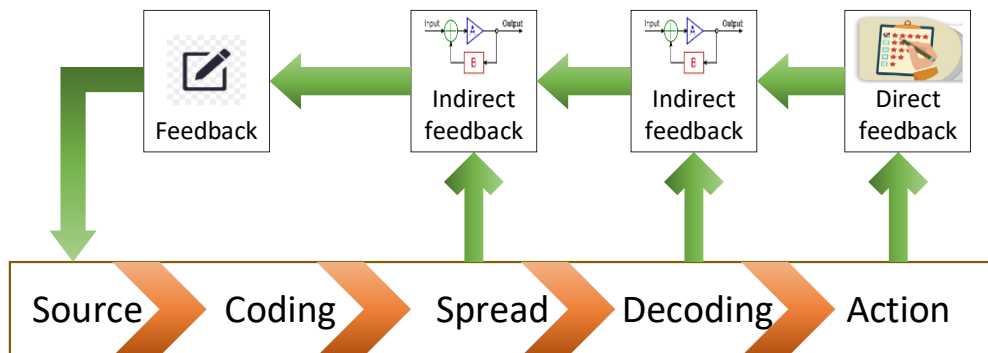 Input
Output
A
B
Input
Output
A
B
Feedback
Indirect
feedback
Indirect
feedback
Direct
feedback
Source
Coding
Spread
Decoding
Action